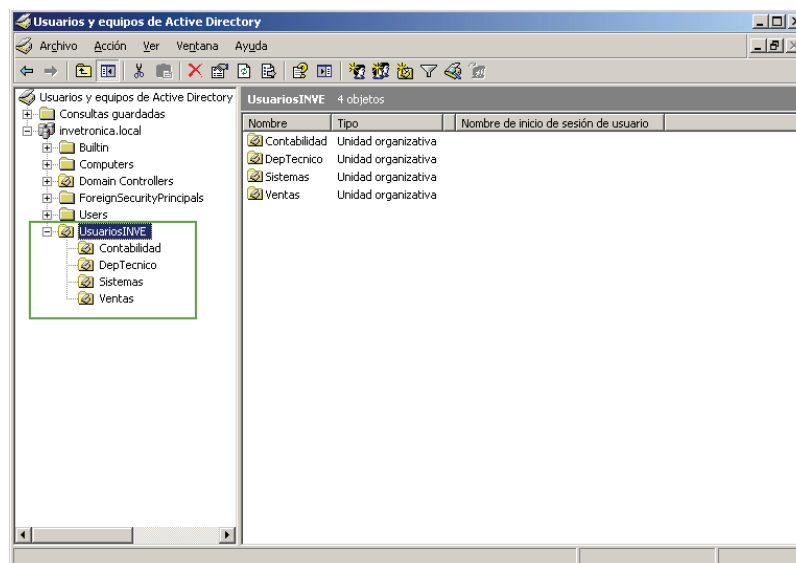 Usuarios y equipos de Active Directory
Archivo Acción Ver Ventana Ayuda
Usuarios y equipos de Active Directory
Consultas guardadas
invetronica.local
Builtin
Computers
Domain Controllers
ForeignSecurityPrincipals
Users
UsuariosINVE
Contabilidad
DepTecnico
Sistemas
Ventas
UsuariosINVE 4 objetos
Nombre Tipo Nombre de inicio de sesión de usuario
Contabilidad Unidad organizativa
DepTecnico Unidad organizativa
Sistemas Unidad organizativa
Ventas Unidad organizativa